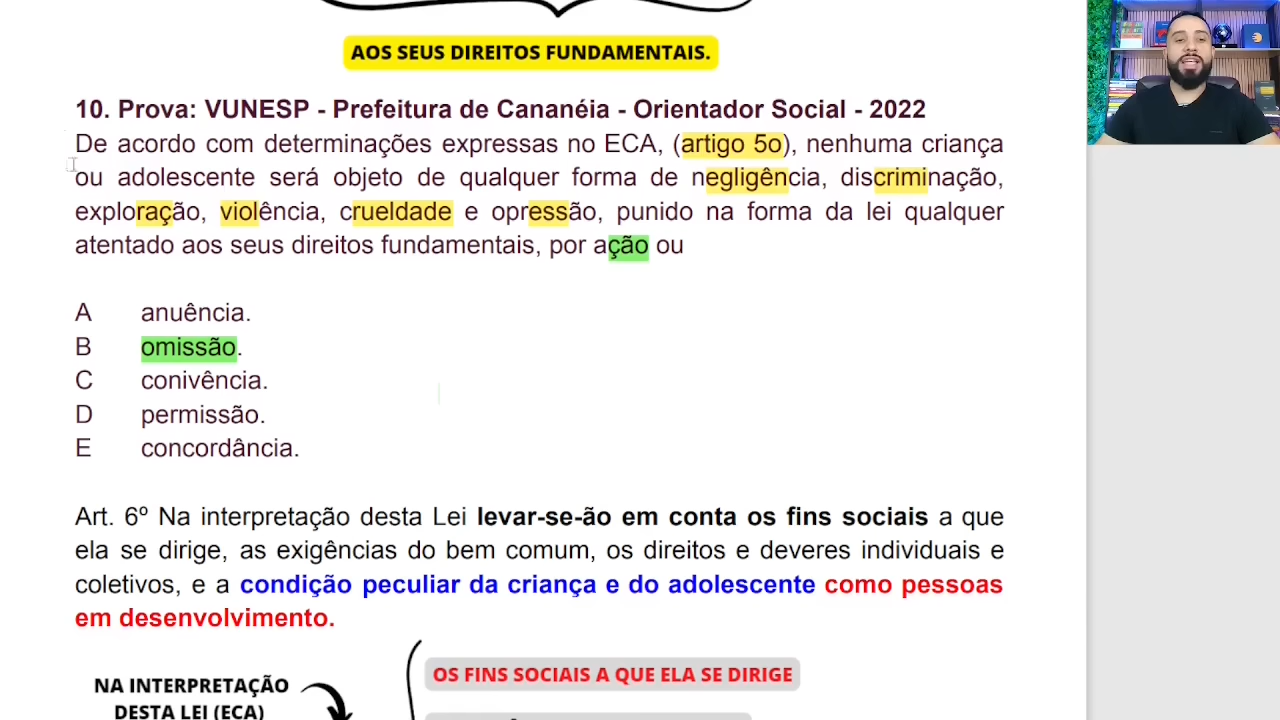 AOS SEUS DIREITOS FUNDAMENTAIS.
10. Prova: VUNESP - Prefeitura de Cananéia - Orientador Social - 2022
De acordo com determinações expressas no ECA, (artigo 5o), nenhuma criança
ou adolescente será objeto de qualquer forma de negligência, discriminação,
exploração, violência, crueldade e opressão, punido na forma da lei qualquer
atentado aos seus direitos fundamentais, por ação ou
A anuência.
B omissão.
C conivência.
D permissão.
E concordância.
Art. 6º Na interpretação desta Lei levar-se-ão em conta os fins sociais a que
ela se dirige, as exigências do bem comum, os direitos e deveres individuais e
coletivos, e a condição peculiar da criança e do adolescente como pessoas
em desenvolvimento.
OS FINS SOCIAIS A QUE ELA SE DIRIGE
NA INTERPRETAÇÃO
DESTA LEI (ECA)